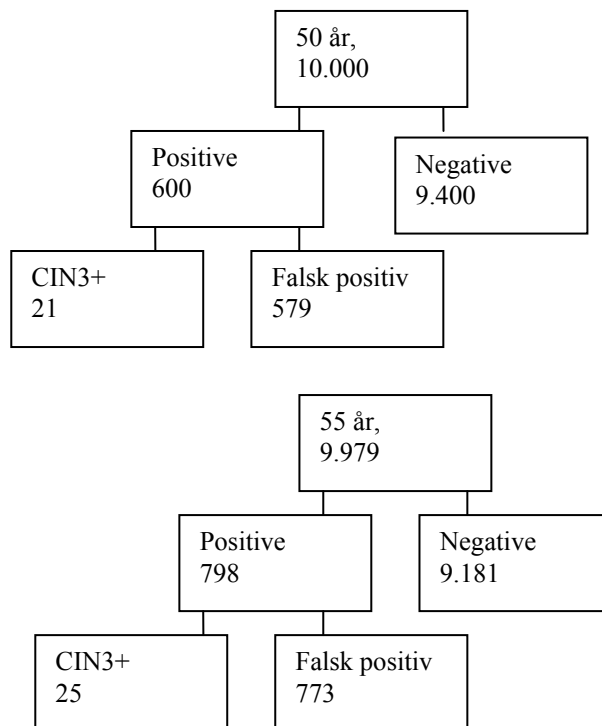 50 år,
10.000
Positive
600
Negative
9.400
CIN3+
21
Falsk positiv
579
55 år,
9.979
Positive
798
Negative
9.181
CIN3+
25
Falsk positiv
773